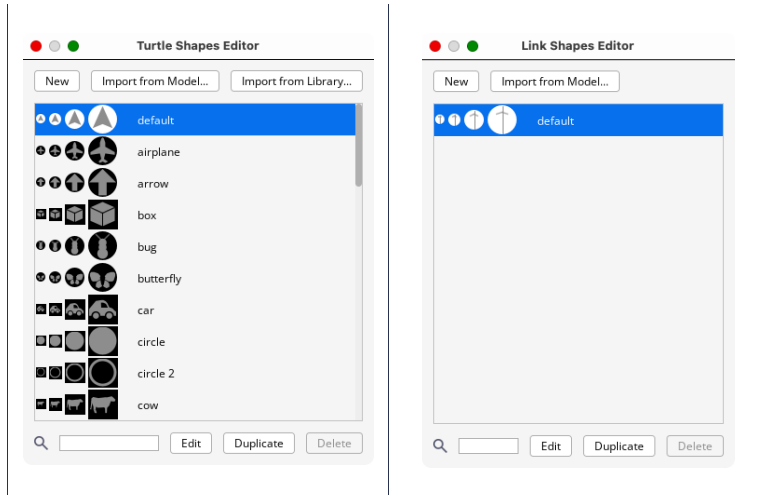 Turtle Shapes Editor
New
Import from Model...
Import from Library...
default
airplane
arrow
box
bug
butterfly
car
circle
circle 2
cow
Edit
Duplicate
Delete
Link Shapes Editor
New
Import from Model...
default
Edit
Duplicate
Delete